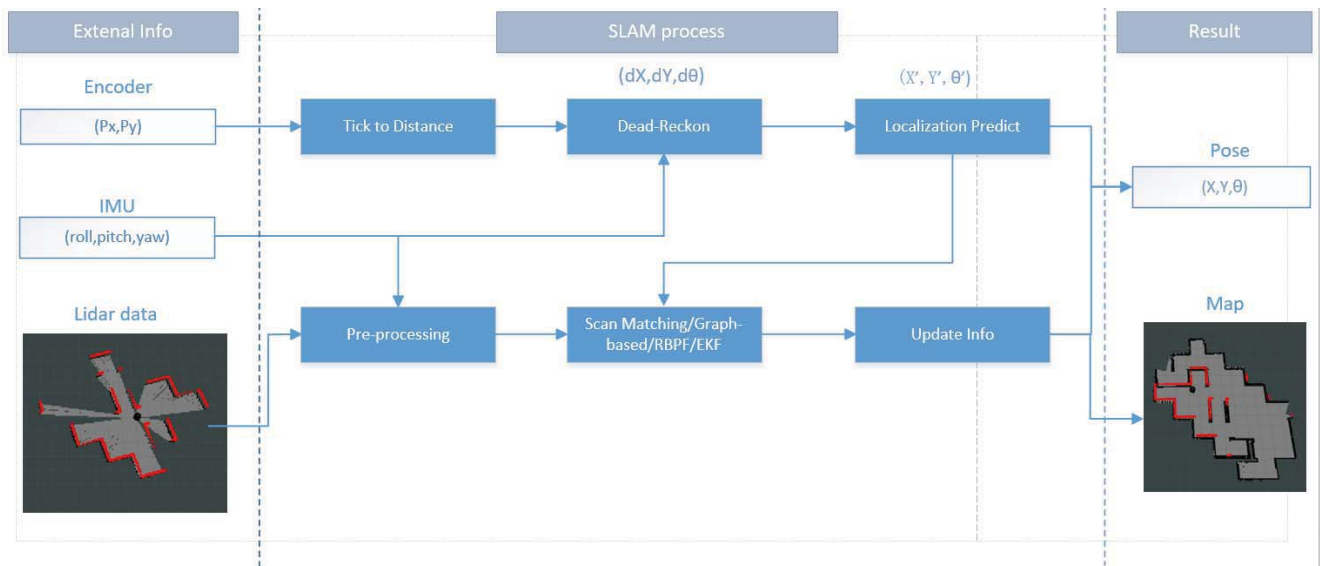 Extenal Info
SLAM process
Result
(dX,dY,dθ)
(X′, Y′, θ′)
Encoder
(Px,Py)
Tick to Distance
Dead-Reckon
Localization Predict
Pose
(X,Y,θ)
IMU
(roll,pitch,yaw)
Lidar data
Pre-processing
Scan Matching/Graph-
based/RBPF/EKF
Update Info
Map